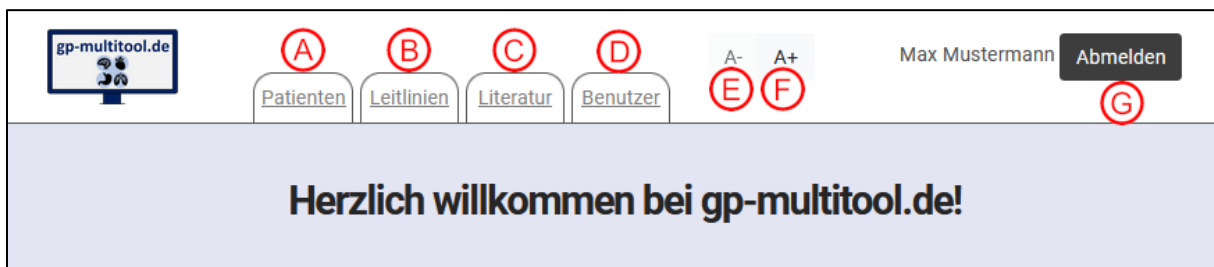 gp-multitool.de
A B C D
A- A+
Max Mustermann Abmelden
Patienten Leitlinien Literatur Benutzer
E F
G
Herzlich willkommen bei gp-multitool.de!